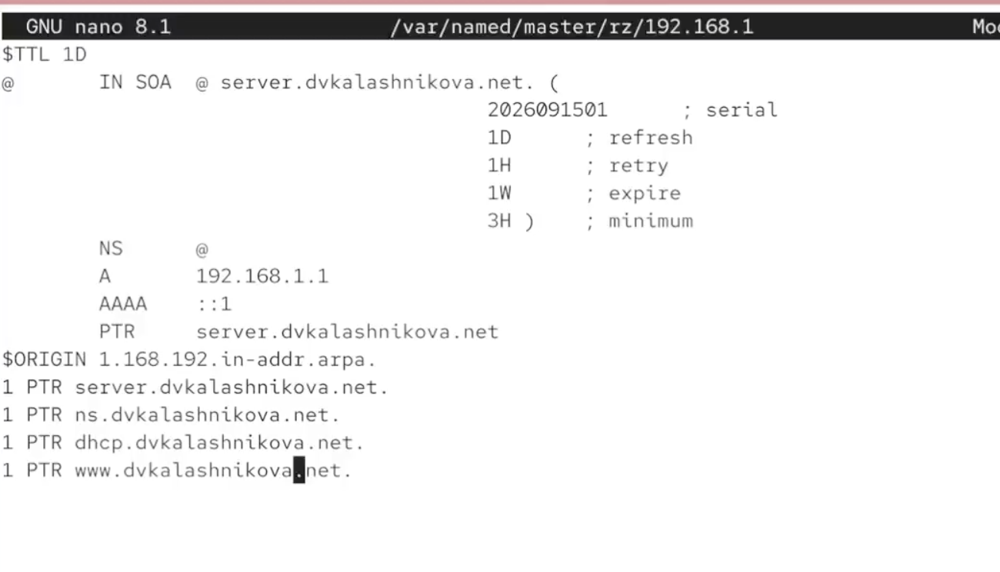 GNU nano 8.1 /var/named/master/rz/192.168.1
$TTL 1D
@ IN SOA @ server.dvkalashnikova.net. (
2026091501 ; serial
1D ; refresh
1H ; retry
1W ; expire
3H ) ; minimum
NS @
A 192.168.1.1
AAAA ::1
PTR server.dvkalashnikova.net
$ORIGIN 1.168.192.in-addr.arpa.
1 PTR server.dvkalashnikova.net.
1 PTR ns.dvkalashnikova.net.
1 PTR dhcp.dvkalashnikova.net.
1 PTR www.dvkalashnikova.net.